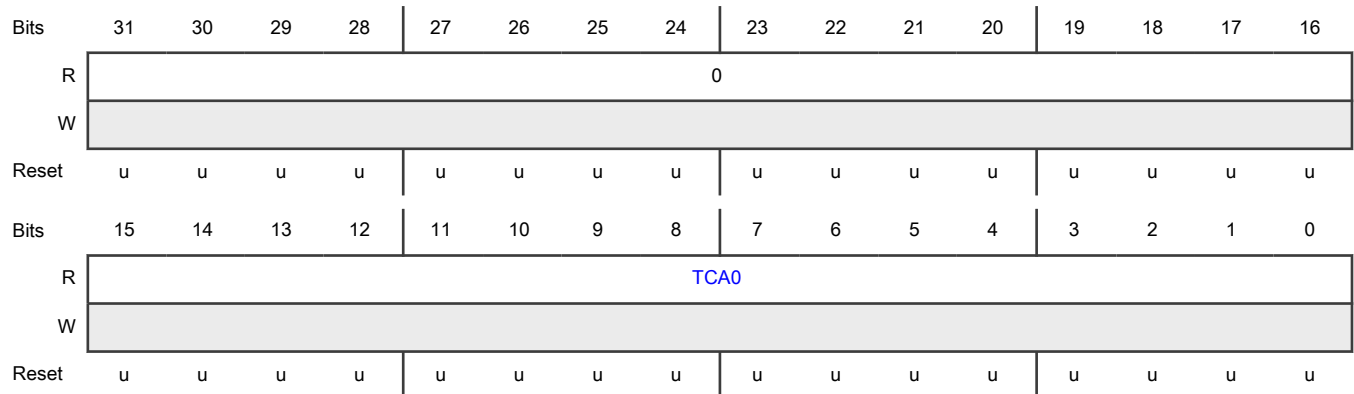 Bits 31 30 29 28 27 26 25 24 23 22 21 20 19 18 17 16
R 0
W
Reset u u u u u u u u u u u u u u u u
Bits 15 14 13 12 11 10 9 8 7 6 5 4 3 2 1 0
R TCA0
W
Reset u u u u u u u u u u u u u u u u